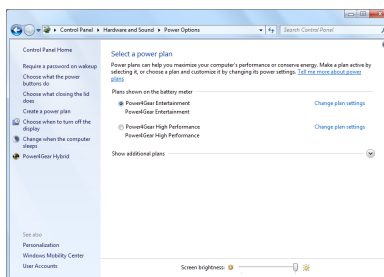 Control Panel ▸ Hardware and Sound ▸ Power Options
Search Control Panel
Control Panel Home
Require a password on wakeup
Choose what the power
buttons do
Choose what closing the lid
does
Create a power plan
Choose when to turn off the
display
Change when the computer
sleeps
Power4Gear Hybrid
See also
Personalization
Windows Mobility Center
User Accounts
Select a power plan
Power plans can help you maximize your computer's performance or conserve energy. Make a plan active by
selecting it, or choose a plan and customize it by changing its power settings. Tell me more about power
plans
Plans shown on the battery meter
Power4Gear Entertainment Change plan settings
Power4Gear Entertainment
Power4Gear High Performance Change plan settings
Power4Gear High Performance
Show additional plans
Screen brightness: